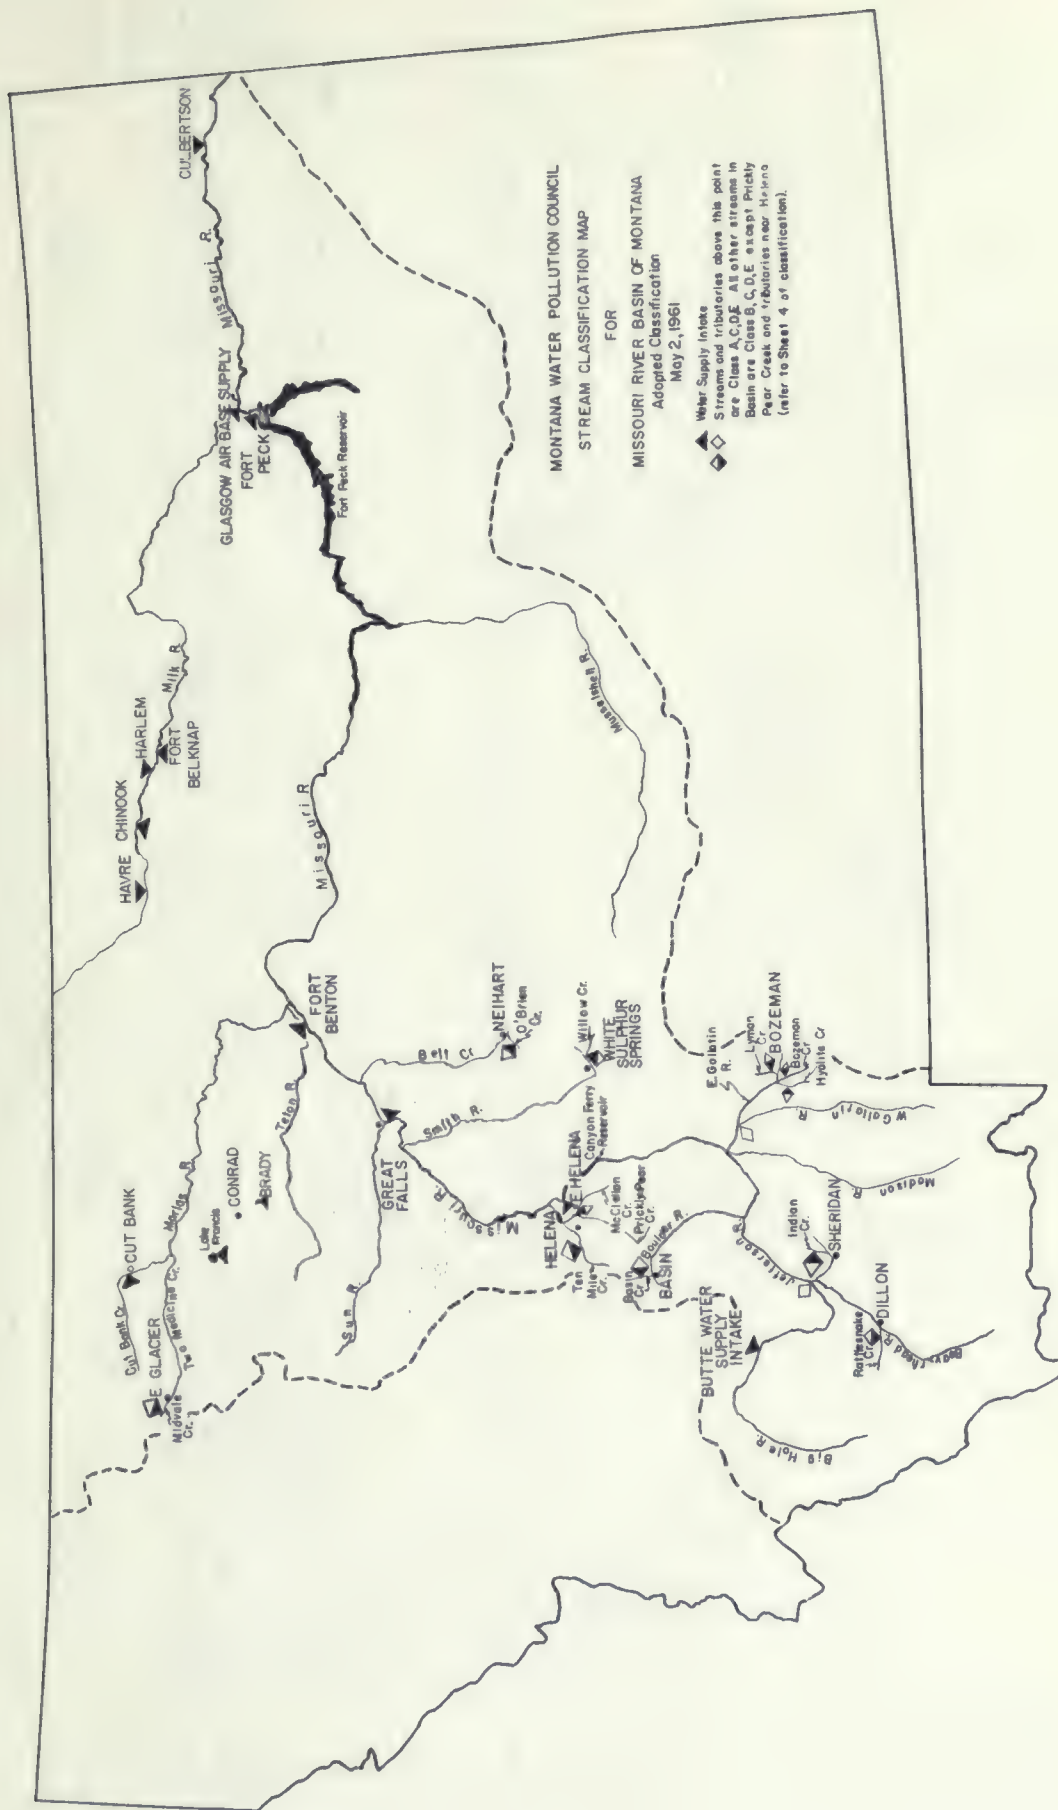 MONTANA WATER POLLUTION COUNCIL
STREAM CLASSIFICATION MAP
FOR
MISSOURI RIVER BASIN OF MONTANA
Adopted Classification
May 2, 1961
Water Supply Intake
Streams and tributaries above this point
are Class A,C,D,E. All other streams in
Basin are Class B,C,D,E except Prickly
Pear Creek and tributaries near Helena
(refer to Sheet 4 of classification).
E GLACIER
Midvale
Cr.
Cut Bank Cr.
CUT BANK
Two Medicine Cr.
Marias R.
Lake
Francis
CONRAD
BRADY
Teton R.
Sun R.
GREAT
FALLS
FORT
BENTON
HAVRE
CHINOOK
HARLEM
FORT
BELKNAP
Milk R.
GLASGOW AIR BASE SUPPLY
FORT
PECK
Fort Peck Reservoir
Missouri R.
CULBERTSON
Missouri R
Musselshell R.
Belt Cr
NEIHART
O'Brien
Cr.
Smith R.
Willow Cr.
WHITE
SULPHUR
SPRINGS
Missouri R.
Canyon Ferry
Reservoir
HELENA
E HELENA
Ten
Mile
Cr.
McClellan
Cr.
Prickly Pear
Cr.
Boulder R.
Basin
Cr.
BASIN
BUTTE WATER
SUPPLY
INTAKE
Big Hole R.
Jefferson R.
Indian
Cr.
SHERIDAN
Rattlesnake
Cr.
DILLON
Beaverhead R.
Madison
R.
W Gallatin
R
E. Gallatin
R.
Lyman
Cr
BOZEMAN
Bozeman
Cr
Hyalite Cr